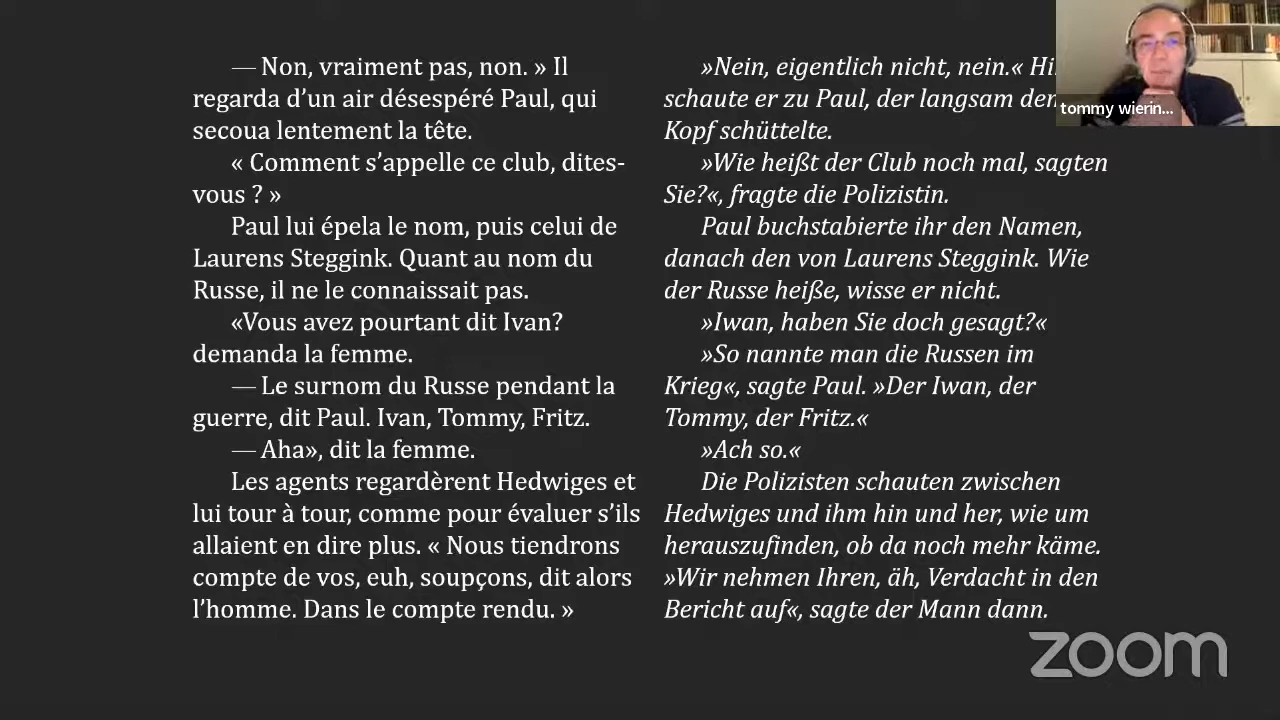 — Non, vraiment pas, non. » Il
regarda d’un air désespéré Paul, qui
secoua lentement la tête.
« Comment s’appelle ce club, dites-
vous ? »
Paul lui épela le nom, puis celui de
Laurens Steggink. Quant au nom du
Russe, il ne le connaissait pas.
«Vous avez pourtant dit Ivan?
demanda la femme.
— Le surnom du Russe pendant la
guerre, dit Paul. Ivan, Tommy, Fritz.
— Aha», dit la femme.
Les agents regardèrent Hedwiges et
lui tour à tour, comme pour évaluer s’ils
allaient en dire plus. « Nous tiendrons
compte de vos, euh, soupçons, dit alors
l’homme. Dans le compte rendu. »
»Nein, eigentlich nicht, nein.«
schaute er zu Paul, der langsam
Kopf schüttelte.
»Wie heißt der Club noch mal, sagten
Sie?«, fragte die Polizistin.
Paul buchstabierte ihr den Namen,
danach den von Laurens Steggink. Wie
der Russe heiße, wisse er nicht.
»Iwan, haben Sie doch gesagt?«
»So nannte man die Russen im
Krieg«, sagte Paul. »Der Iwan, der
Tommy, der Fritz.«
»Ach so.«
Die Polizisten schauten zwischen
Hedwiges und ihm hin und her, wie um
herauszufinden, ob da noch mehr käme.
»Wir nehmen Ihren, äh, Verdacht in den
Bericht auf«, sagte der Mann dann.
tommy wierin...
zoom